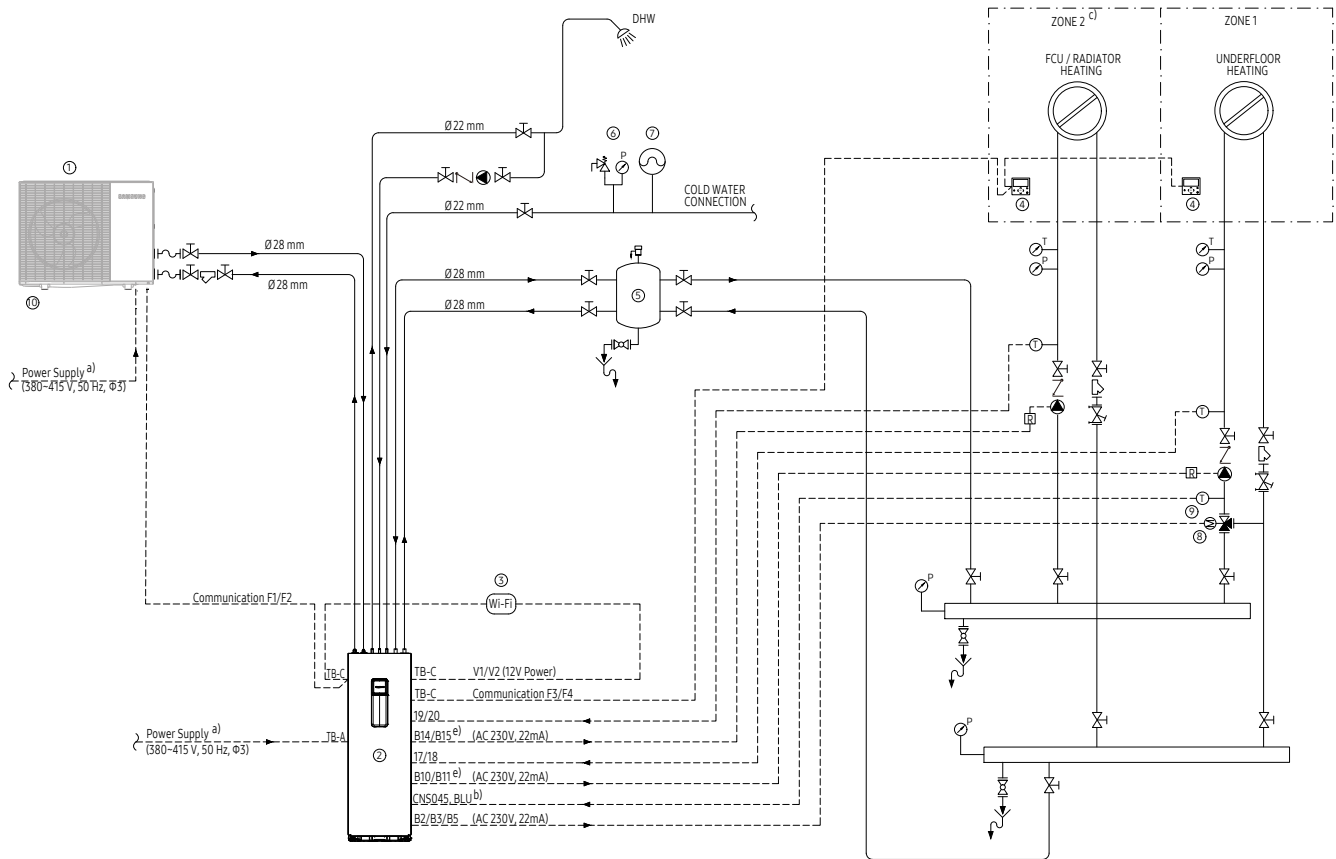 DHW
ZONE 2 c)
ZONE 1
FCU / RADIATOR
HEATING
UNDERFLOOR
HEATING
Ø 22 mm
⑥
⑦
P
①
SAMSUNG
COLD WATER
CONNECTION
④
④
Ø 22 mm
Ø 28 mm
T
T
P
P
Ø 28 mm
Ø 28 mm
⑤
⑩
Ø 28 mm
T
Power Supply a)
(380~415 V, 50 Hz, Φ3)
R
T
R
T
⑨
M
⑧
③
Wi-Fi
Communication F1/F2
P
TB-C
TB-C V1/V2 (12V Power)
TB-C Communication F3/F4
19/20
P
Power Supply a)
(380~415 V, 50 Hz, Φ3)
TB-A
②
B14/B15 e) (AC 230V, 22mA)
17/18
B10/B11 e) (AC 230V, 22mA)
CNS045, BLU b)
B2/B3/B5 (AC 230V, 22mA)